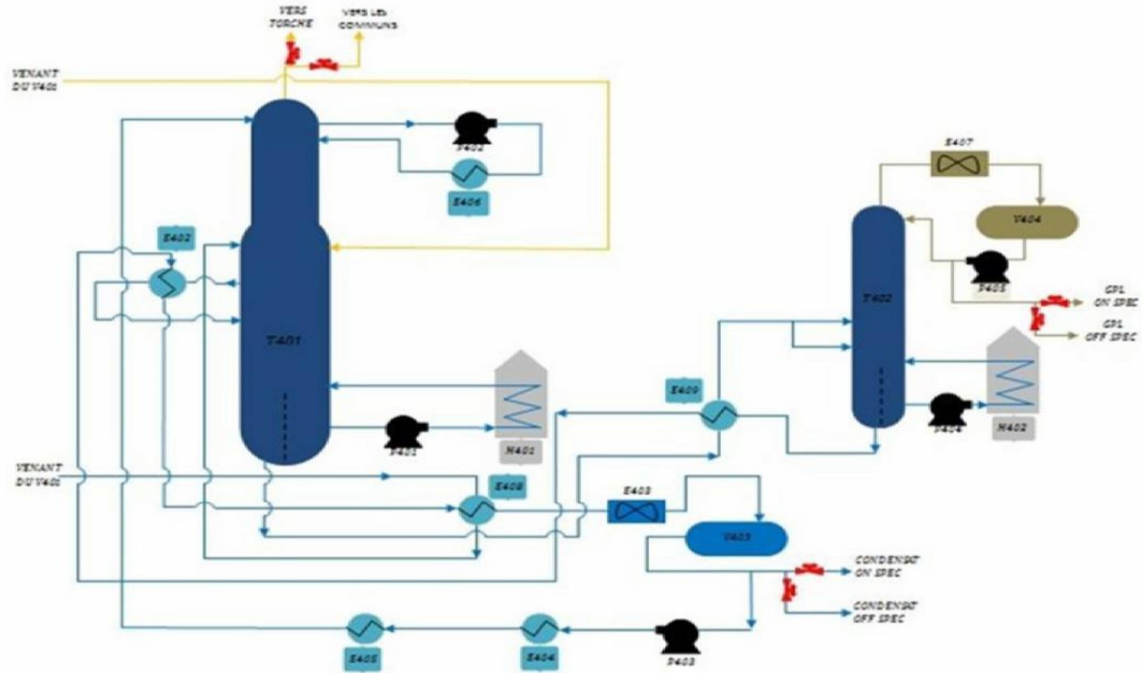 VERS
TORCHE
VERS LES
COMMUNS
VENANT
DU V401
P402
E406
E407
V404
E402
P405
T402
GPL
ON SPEC
GPL
OFF SPEC
T401
E409
P401
H401
P404
H402
VENANT
DU V402
E408
E403
V403
CONDENSAT
ON SPEC
CONDENSAT
OFF SPEC
E405
E404
P403